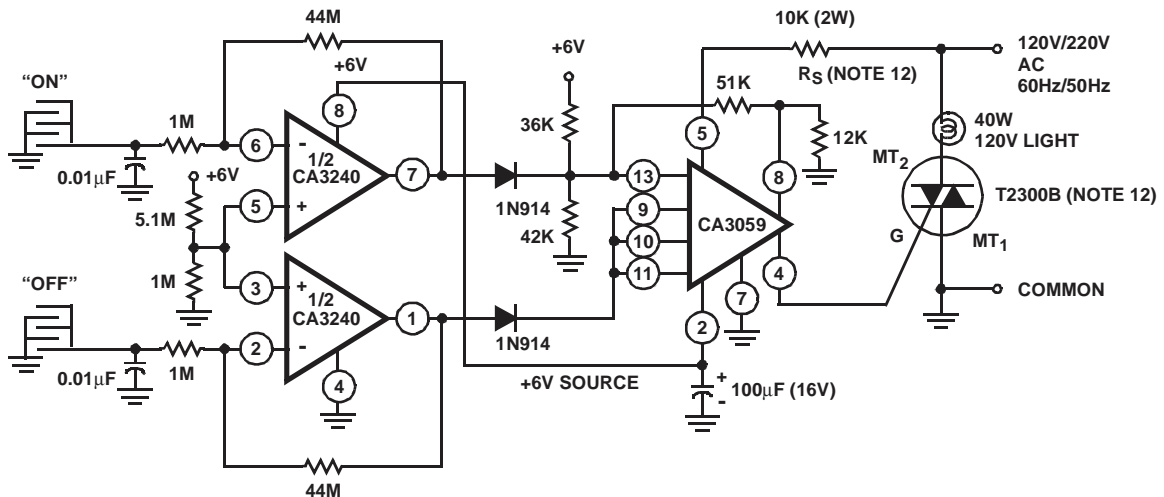 44M
10K (2W)
+6V
+6V
120V/220V
AC
60Hz/50Hz
RS (NOTE 12)
“ON”
8
51K
1M
36K
5
40W
120V LIGHT
6
-
1/2
CA3240
12K
MT2
0.01µF
+6V
7
13
8
T2300B (NOTE 12)
5
+
1N914
9
CA3059
5.1M
42K
10
G
MT1
“OFF”
1M
11
4
3
+
1/2
CA3240
7
COMMON
1
2
2
-
1N914
0.01µF
1M
4
+6V SOURCE
+
-
100µF (16V)
44M